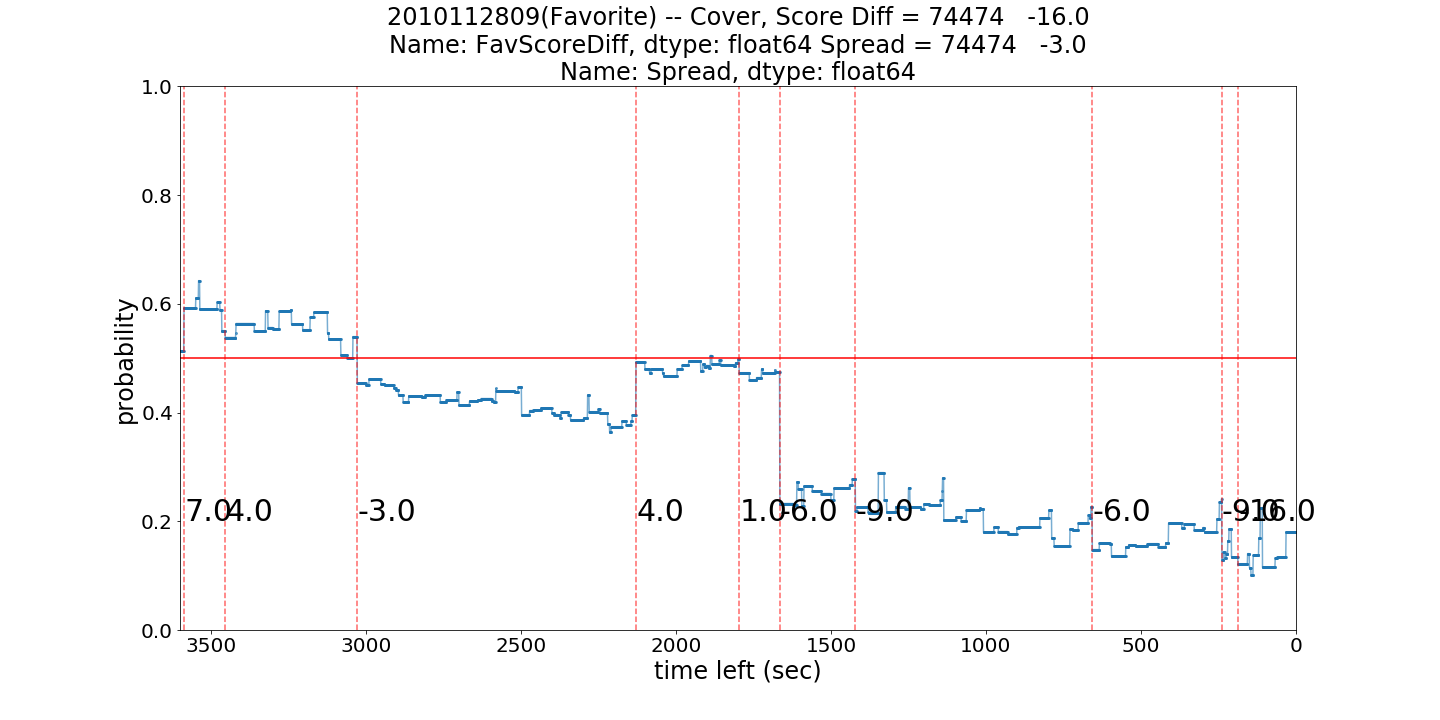 2010112809(Favorite) -- Cover, Score Diff = 74474   -16.0
Name: FavScoreDiff, dtype: float64 Spread = 74474   -3.0
Name: Spread, dtype: float64
1.0
0.8
0.6
0.4
0.2
0.0
probability
7.0 4.0 -3.0 4.0 1.0 -6.0 -9.0 -6.0 -9.0 -16.0
3500 3000 2500 2000 1500 1000 500 0
time left (sec)